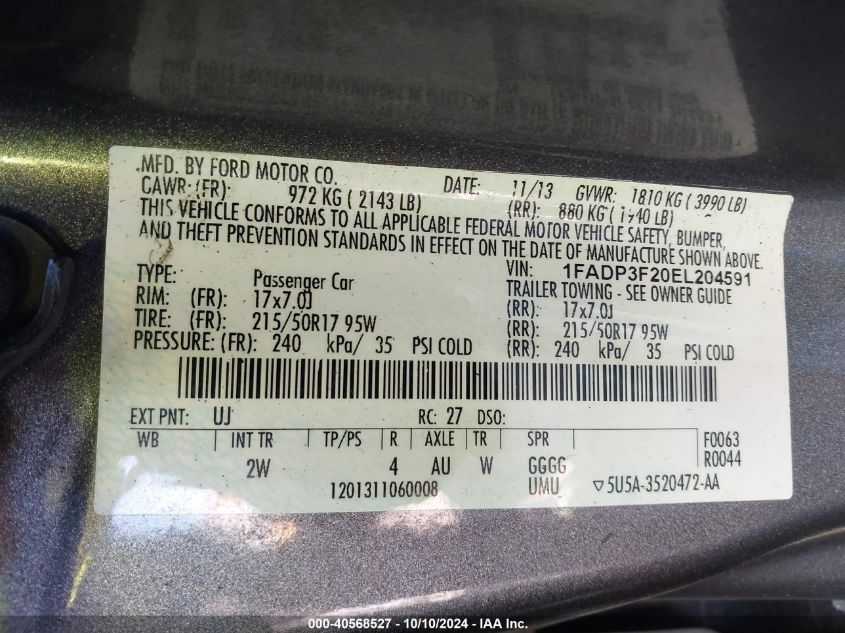 MFD. BY FORD MOTOR CO.
DATE: 11/13 GVWR: 1810 KG ( 3990 LB)
GAWR: (FR): 972 KG ( 2143 LB) (RR): 880 KG ( 1940 LB)
THIS VEHICLE CONFORMS TO ALL APPLICABLE FEDERAL MOTOR VEHICLE SAFETY, BUMPER,
AND THEFT PREVENTION STANDARDS IN EFFECT ON THE DATE OF MANUFACTURE SHOWN ABOVE.
VIN: 1FADP3F20EL204591
TYPE: Passenger Car TRAILER TOWING - SEE OWNER GUIDE
RIM: (FR): 17x7.0J (RR): 17x7.0J
TIRE: (FR): 215/50R17 95W (RR): 215/50R17 95W
PRESSURE: (FR): 240 kPa/ 35 PSI COLD (RR): 240 kPa/ 35 PSI COLD
EXT PNT: UJ RC: 27 DSO:
WB INT TR TP/PS R AXLE TR SPR F0063
2W 4 AU W GGGG R0044
1201311060008 UMU ▽5U5A-3520472-AA
000-40568527 - 10/10/2024 - IAA Inc.